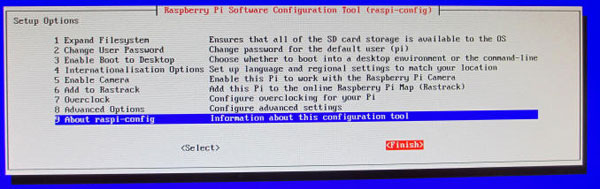 Raspberry Pi Software Configuration Tool (raspi-config)
Setup Options
1 Expand Filesystem Ensures that all of the SD card storage is available to the OS
2 Change User Password Change password for the default user (pi)
3 Enable Boot to Desktop Choose whether to boot into a desktop environment or the command-line
4 Internationalisation Options Set up language and regional settings to match your location
5 Enable Camera Enable this Pi to work with the Raspberry Pi Camera
6 Add to Rastrack Add this Pi to the online Raspberry Pi Map (Rastrack)
7 Overclock Configure overclocking for your Pi
8 Advanced Options Configure advanced settings
9 About raspi-config Information about this configuration tool
<Select> <Finish>